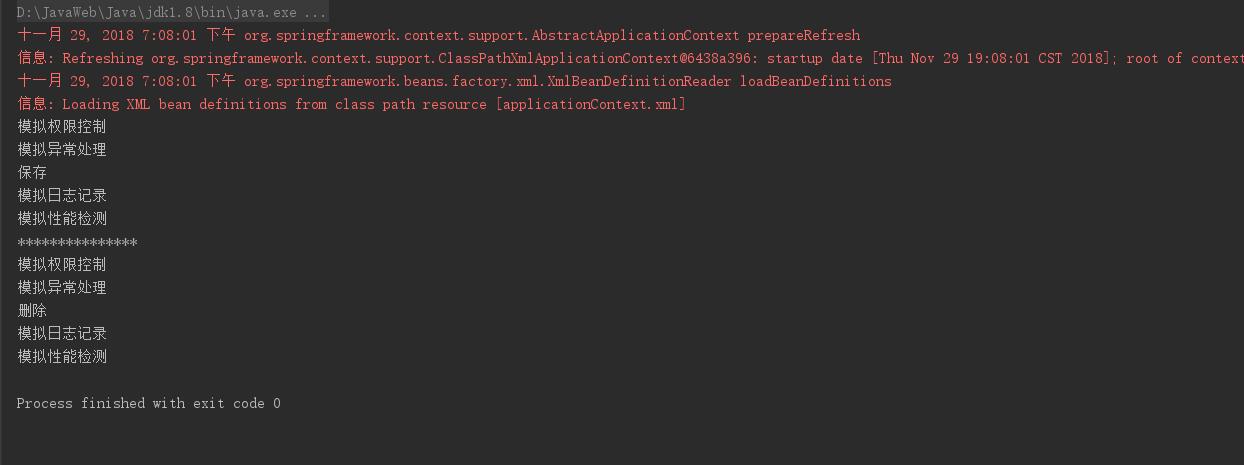 D:\JavaWeb\Java\jdk1.8\bin\java.exe ...
十一月 29, 2018 7:08:01 下午 org.springframework.context.support.AbstractApplicationContext prepareRefresh
信息: Refreshing org.springframework.context.support.ClassPathXmlApplicationContext@6438a396: startup date [Thu Nov 29 19:08:01 CST 2018]; root of context
十一月 29, 2018 7:08:01 下午 org.springframework.beans.factory.xml.XmlBeanDefinitionReader loadBeanDefinitions
信息: Loading XML bean definitions from class path resource [applicationContext.xml]
模拟权限控制
模拟异常处理
保存
模拟日志记录
模拟性能检测
***************
模拟权限控制
模拟异常处理
删除
模拟日志记录
模拟性能检测
Process finished with exit code 0